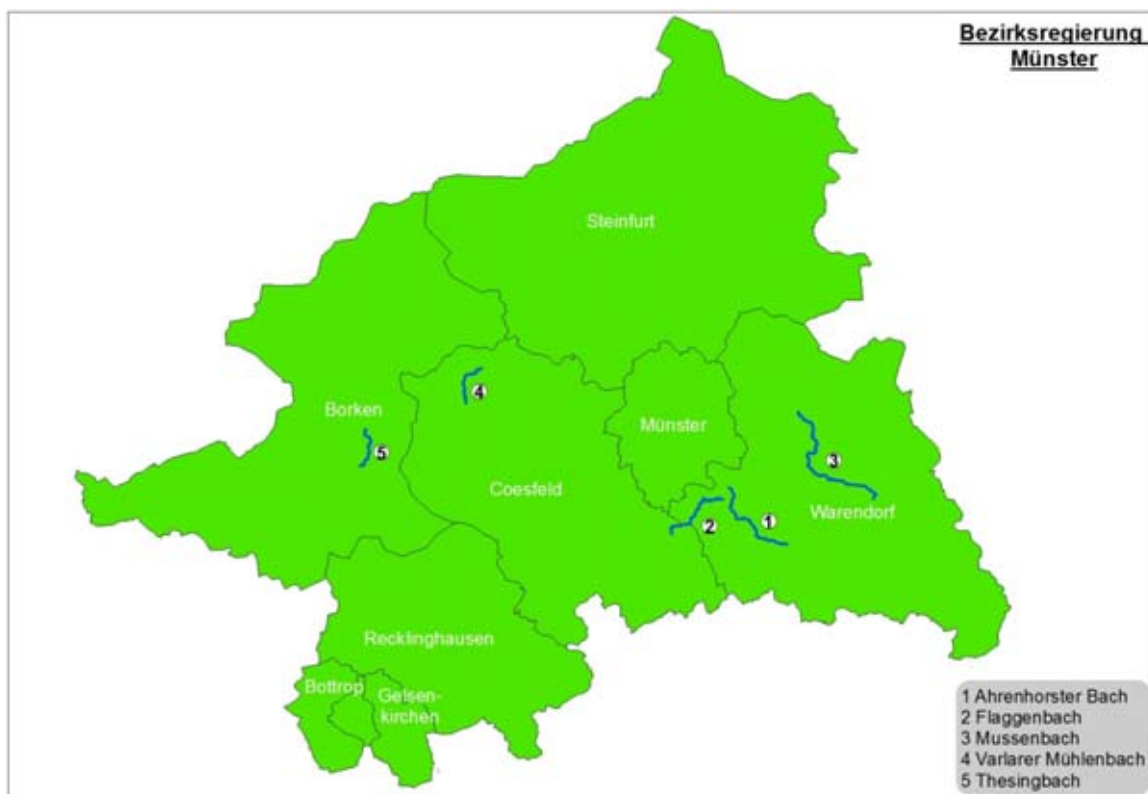 Bezirksregierung
Münster
Steinfurt
4
Borken
Münster
5
3
Coesfeld
2
1
Warendorf
Recklinghausen
Bottrop
Gelsen-
kirchen
1 Ahrenhorster Bach
2 Flaggenbach
3 Mussenbach
4 Varlarer Mühlenbach
5 Thesingbach